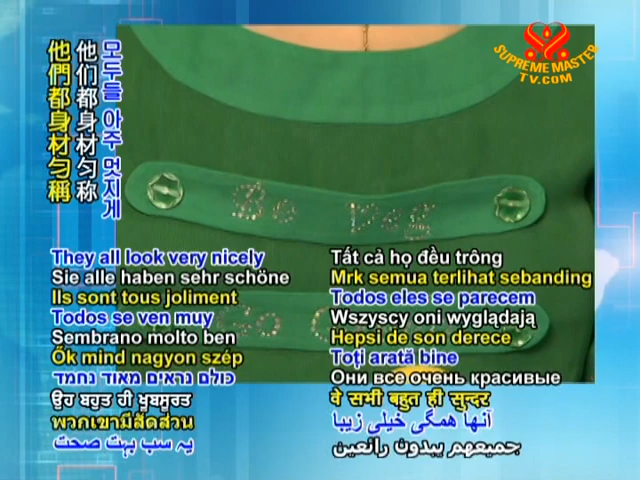 SUPREME MASTER
TV.COM
他們都身材勻稱
他们都身材匀称
모두들 아주 멋지게
Be Veg
Go
They all look very nicely
Sie alle haben sehr schöne
Ils sont tous joliment
Todos se ven muy
Sembrano molto ben
Ők mind nagyon szép
כולם נראים מאוד נחמד
ਉਹ ਬਹੁਤ ਹੀ ਖੂਬਸੂਰਤ
พวกเขามีสัดส่วน
یہ سب بہت صحت
Tất cả họ đều trông
Mrk semua terlihat sebanding
Todos eles se parecem
Wszyscy oni wyglądają
Hepsi de son derece
Toți arată bine
Они все очень красивые
वे सभी बहुत ही सुन्दर
آنها همگی خیلی زیبا
جميعهم يبدون رائعين